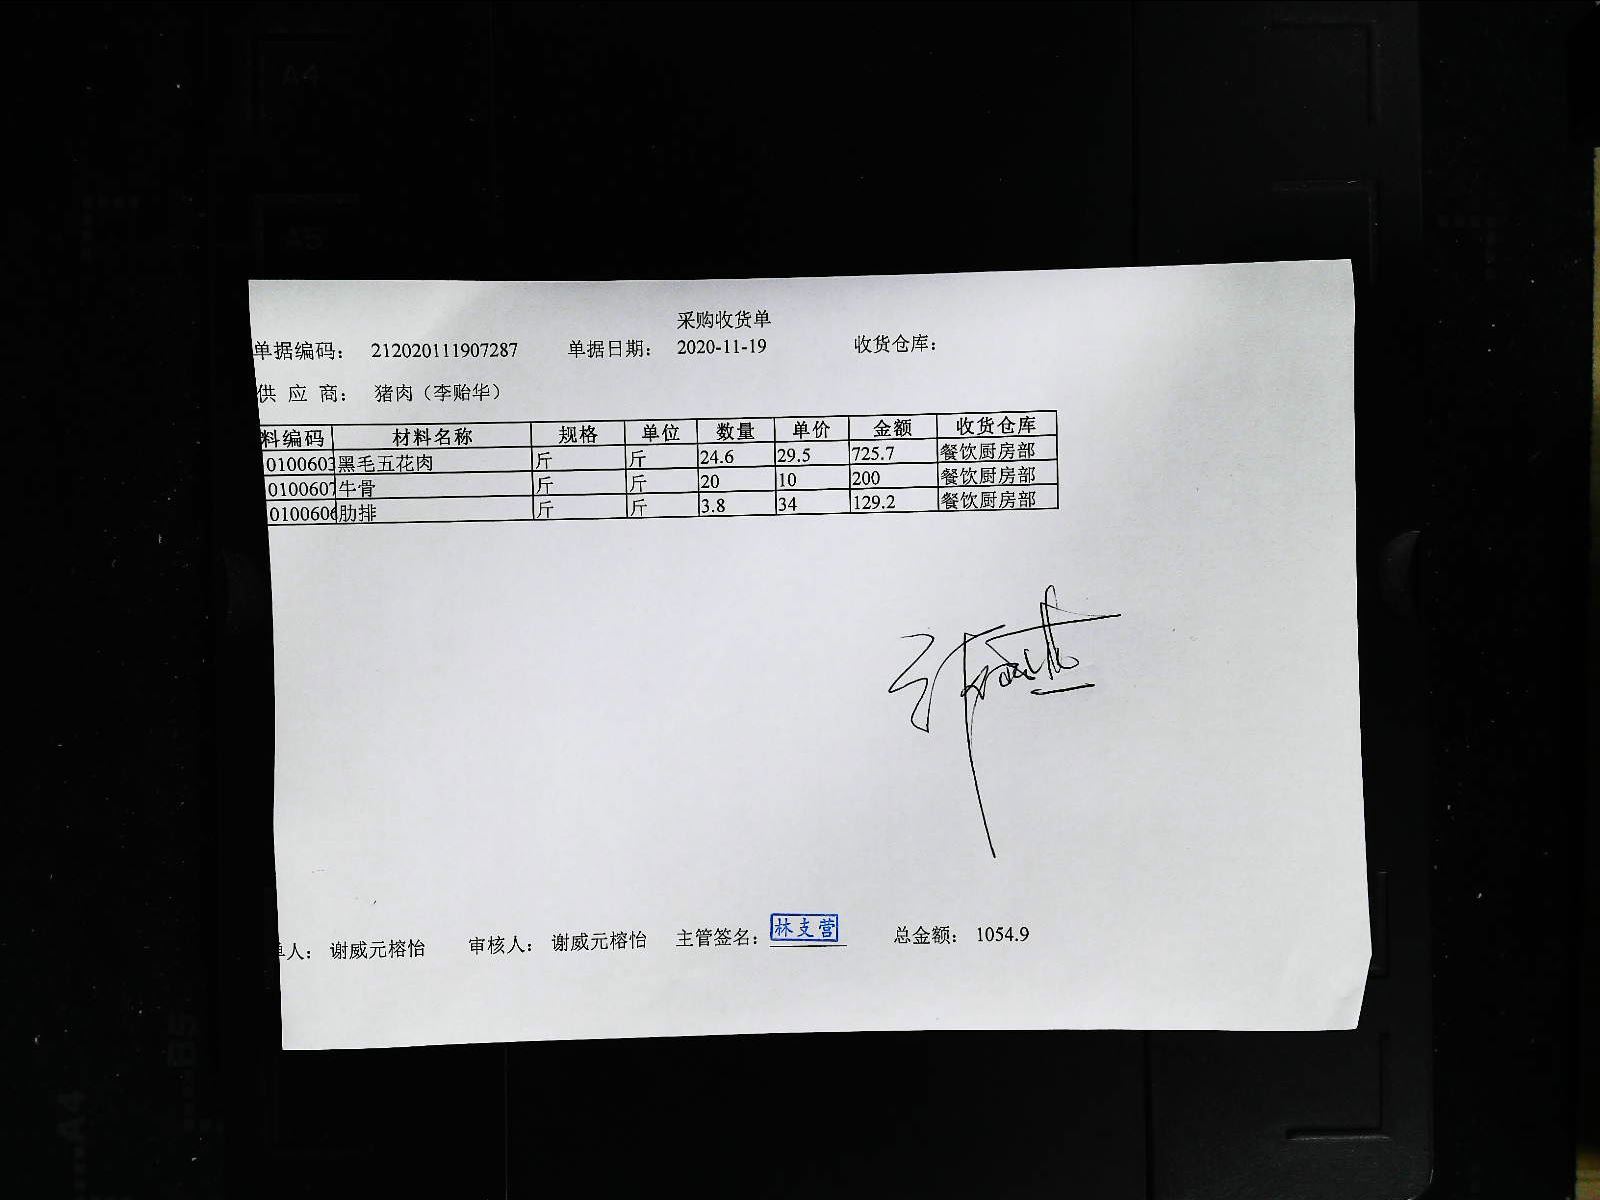 采购收货单
单据编码： 212020111907287 单据日期： 2020-11-19 收货仓库：
供 应 商： 猪肉（李贻华）
料编码 材料名称 规格 单位 数量 单价 金额 收货仓库
0100603 黑毛五花肉 斤 斤 24.6 29.5 725.7 餐饮厨房部
0100607 牛骨 斤 斤 20 10 200 餐饮厨房部
010060 肋排 斤 斤 3.8 34 129.2 餐饮厨房部
单人： 谢威元榕怡 审核人： 谢威元榕怡 主管签名： 林支营 总金额： 1054.9
A4
A5
B5
A4